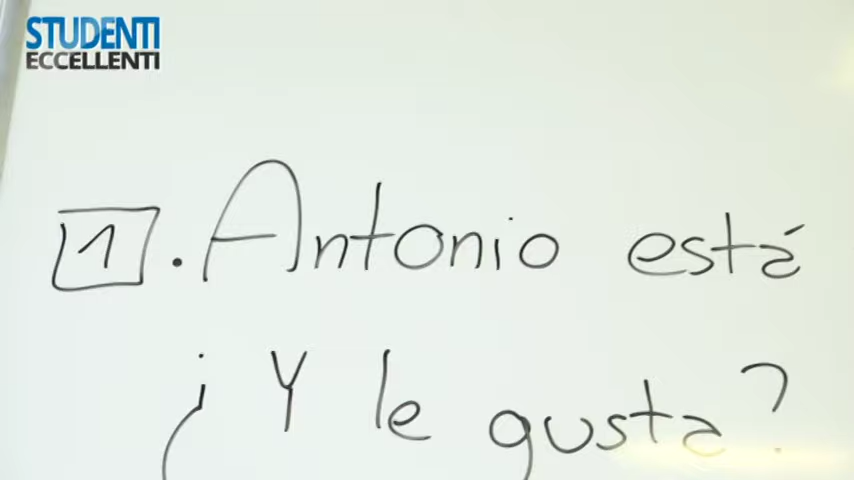 STUDENTI
ECCELLENTI
1. Antonio está
¿Y le gusta?